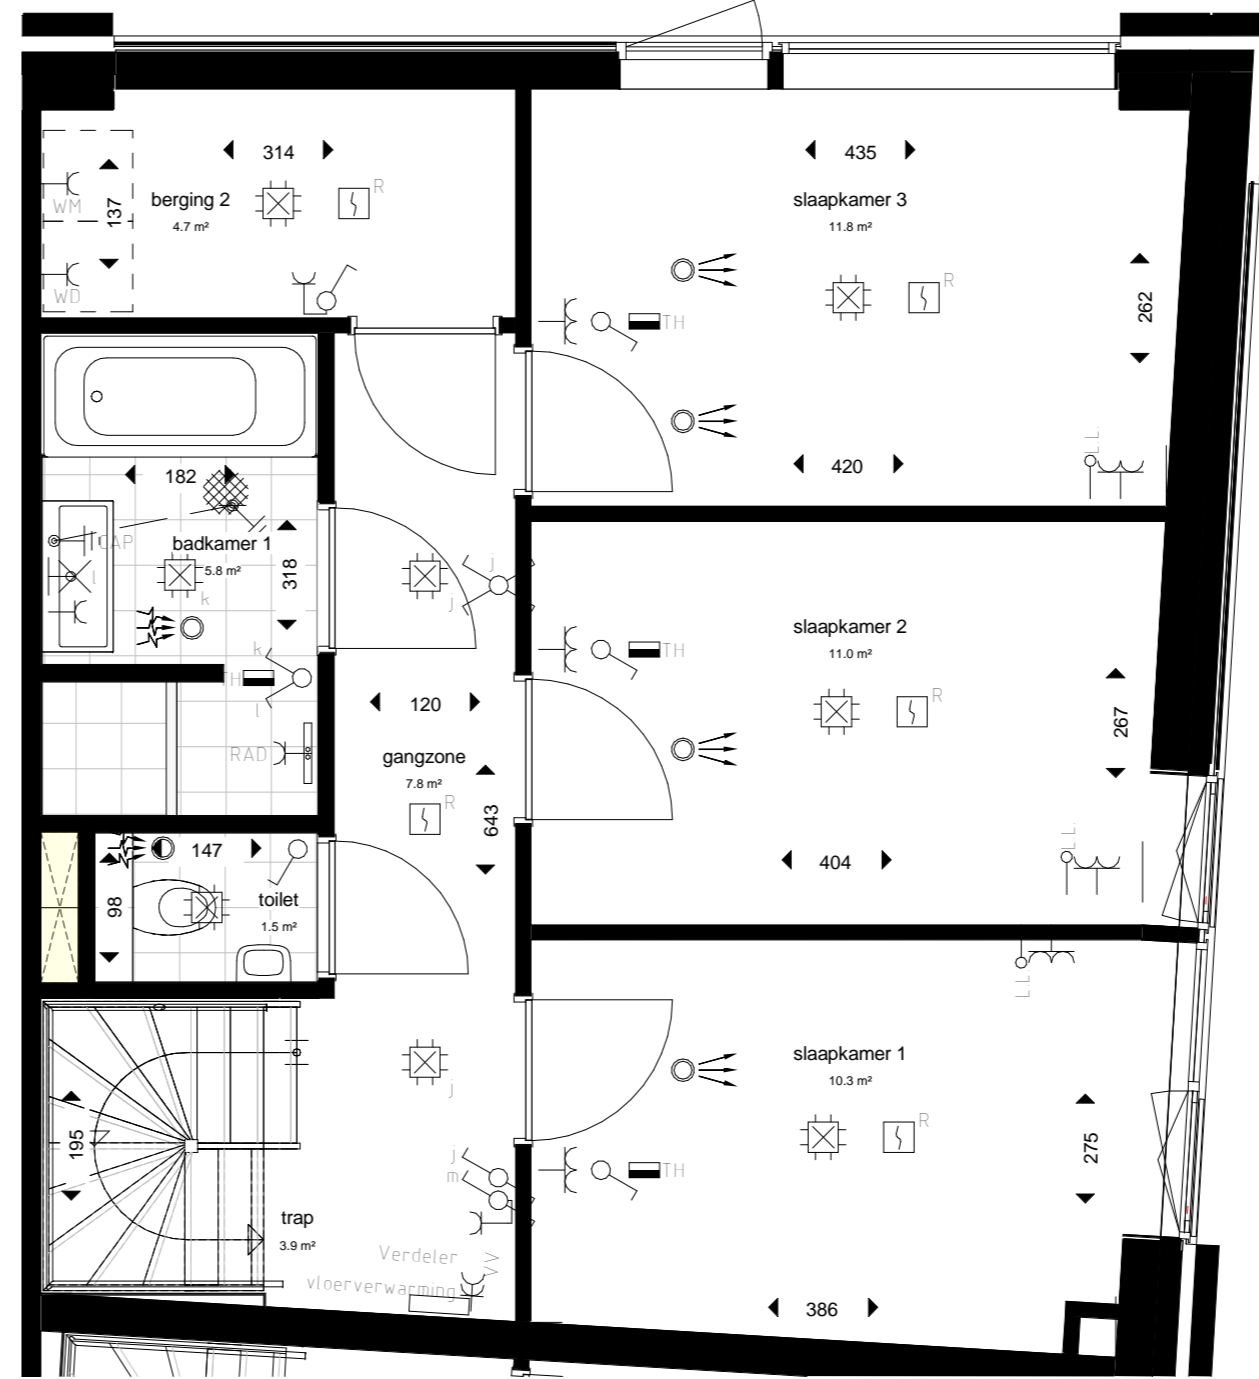 314
berging 2
4.7 m²
R
137
WM
WD
435
slaapkamer 3
11.8 m²
R
262
TH
420
LL.
182
CAP
badkamer 1
5.8 m²
318
l
k
k
TH
l
RAD
j
j
120
gangzone
7.8 m²
R
643
slaapkamer 2
11.0 m²
TH
R
267
404
LL.
147
98
toilet
1.5 m²
LL.
slaapkamer 1
10.3 m²
R
TH
275
386
j
195
j
m
trap
3.9 m²
Verdeler
vloerverwarming
VV